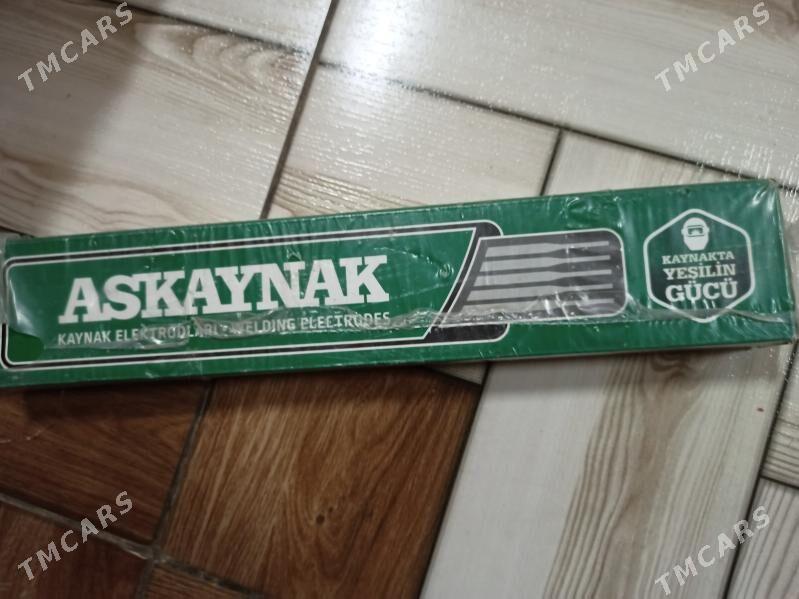 TMCARS
TMCARS
ASKAYNAK
KAYNAK ELEKTRODLARI - WELDING ELECTRODES
KAYNAKTA
YEŞİLİN
GÜCÜ
TMCARS
TMCARS